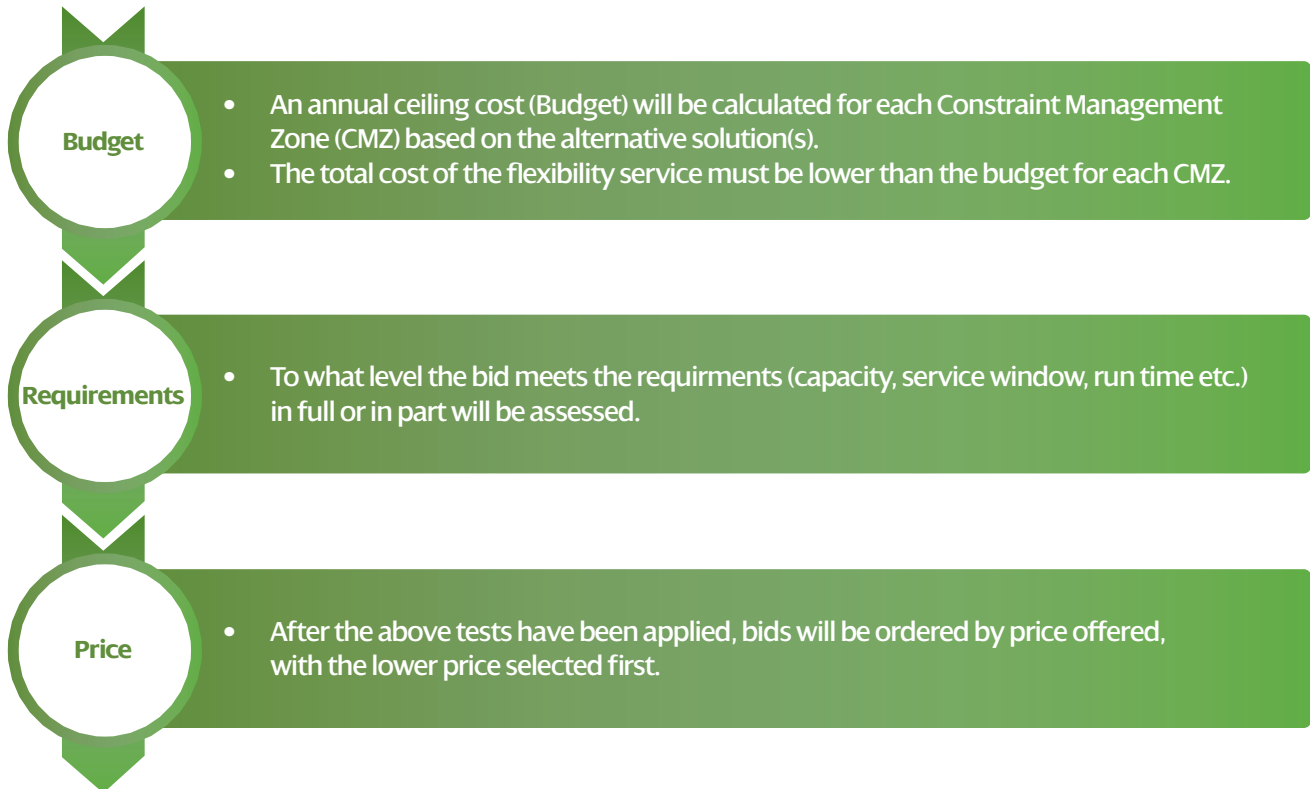 Budget
• An annual ceiling cost (Budget) will be calculated for each Constraint Management
Zone (CMZ) based on the alternative solution(s).
• The total cost of the flexibility service must be lower than the budget for each CMZ.
Requirements
• To what level the bid meets the requirments (capacity, service window, run time etc.)
in full or in part will be assessed.
Price
• After the above tests have been applied, bids will be ordered by price offered,
with the lower price selected first.